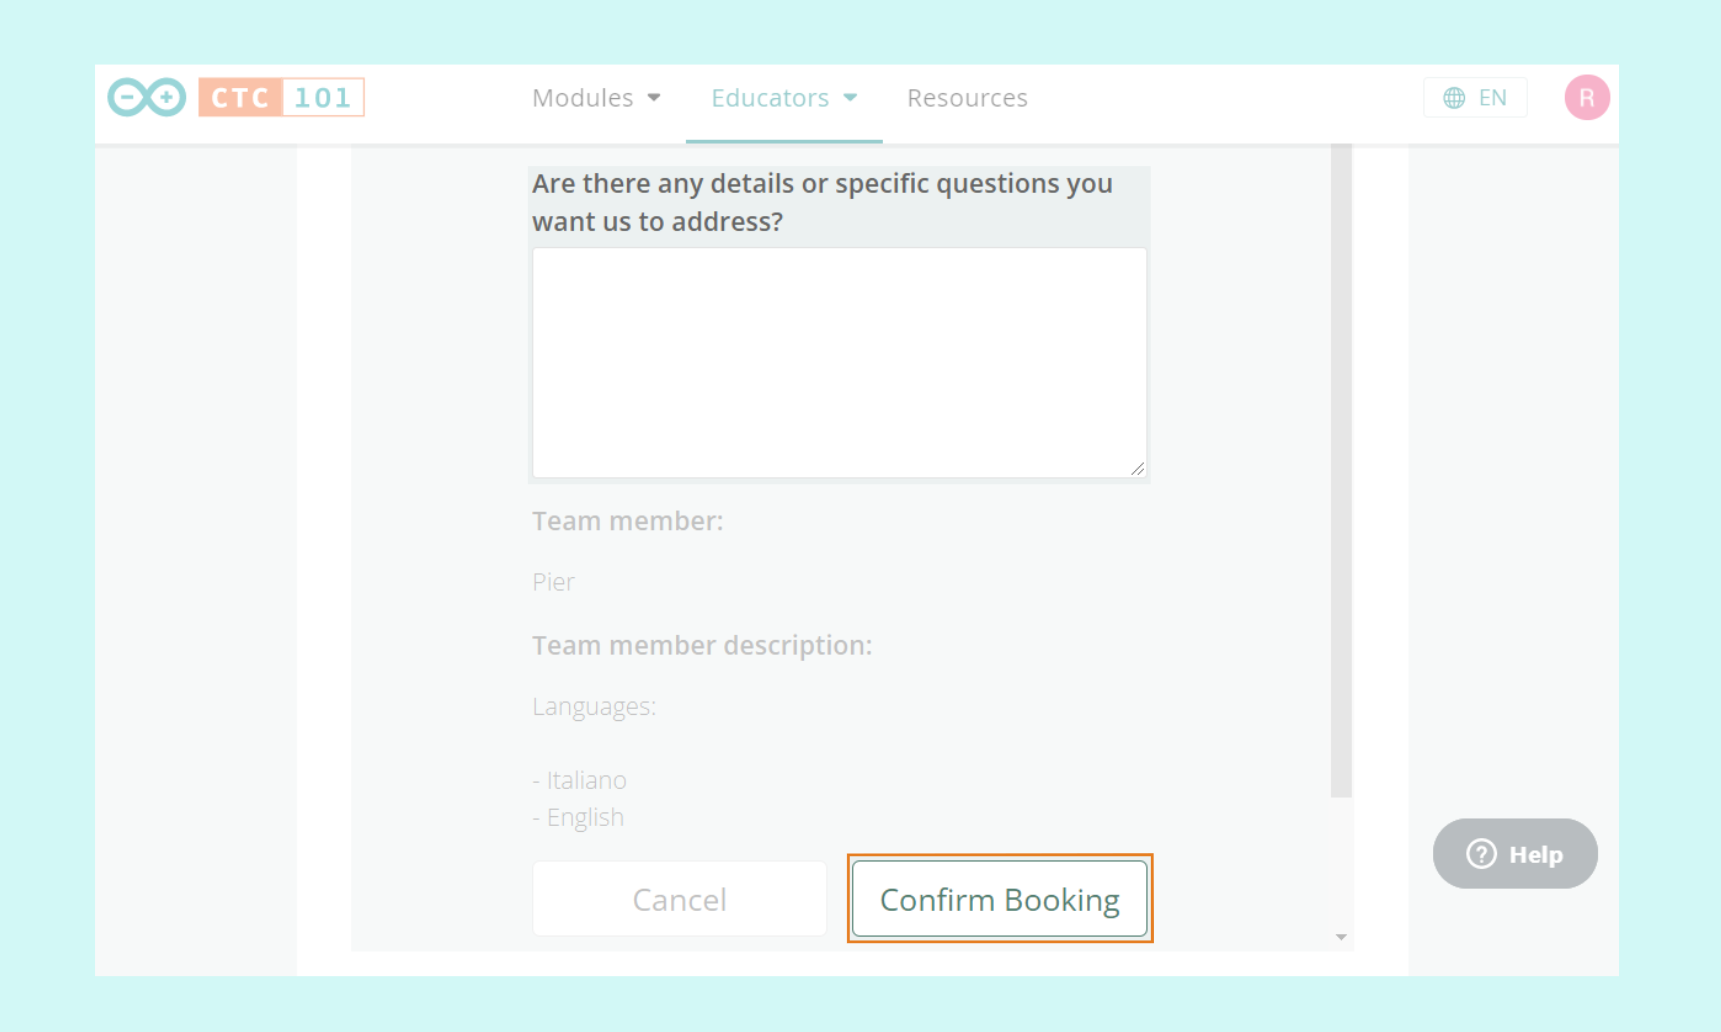 CTC 101
Modules
Educators
Resources
EN
R
Are there any details or specific questions you
want us to address?
Team member:
Pier
Team member description:
Languages:
- Italiano
- English
Cancel
Confirm Booking
? Help